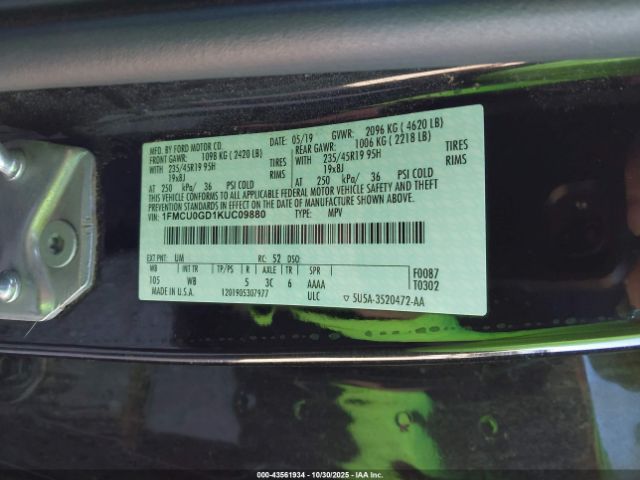 MFD. BY FORD MOTOR CO. DATE: 05/19 GVWR: 2096 KG ( 4620 LB)
FRONT GAWR: 1098 KG ( 2420 LB) REAR GAWR: 1006 KG ( 2218 LB)
WITH 235/45R19 95H TIRES WITH 235/45R19 95H TIRES
19x8J RIMS 19x8J RIMS
AT 250 kPa/ 36 PSI COLD AT 250 kPa/ 36 PSI COLD
THIS VEHICLE CONFORMS TO ALL APPLICABLE FEDERAL MOTOR VEHICLE SAFETY AND THEFT
PREVENTION STANDARDS IN EFFECT ON THE DATE OF MANUFACTURE SHOWN ABOVE.
VIN: 1FMCU0GD1KUC09880 TYPE: MPV
EXT PNT: UM RC: 52 DSO:
WB INT TR TP/PS R AXLE TR SPR F0087
105 WB 5 3C 6 AAAA T0302
MADE IN U.S.A. 1201905307977 ULC 5U5A-3520472-AA
000-43561934 - 10/30/2025 - IAAI.COM